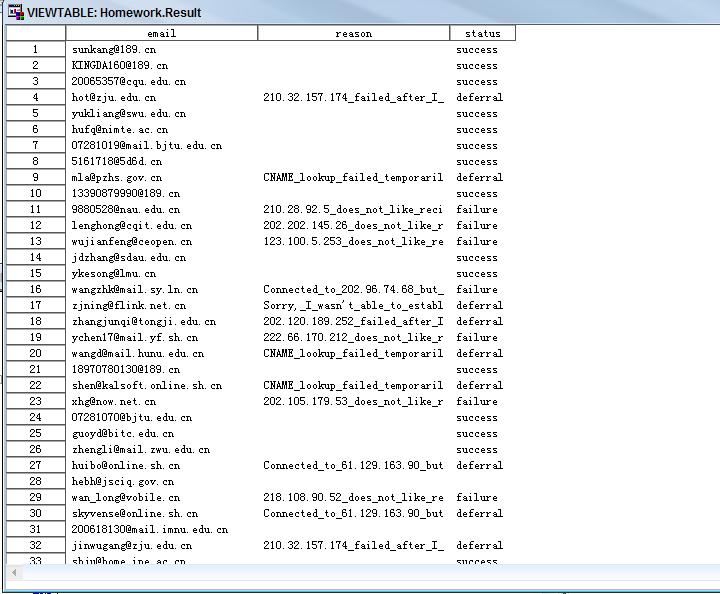 VIEWTABLE: Homework.Result
email reason status
1 sunkang@189.cn success
2 KINGDA160@189.cn success
3 20065357@cqu.edu.cn success
4 hot@zju.edu.cn 210.32.157.174_failed_after_I_ deferral
5 yukliang@swu.edu.cn success
6 hufq@nimte.ac.cn success
7 07281019@mail.bjtu.edu.cn success
8 5161718@5d6d.cn success
9 mla@pzhs.gov.cn CNAME_lookup_failed_temporaril deferral
10 13390879990@189.cn success
11 9880528@nau.edu.cn 210.28.92.5_does_not_like_reci failure
12 lenghong@cqit.edu.cn 202.202.145.26_does_not_like_r failure
13 wujianfeng@ceopen.cn 123.100.5.253_does_not_like_re failure
14 jdzhang@sdau.edu.cn success
15 ykesong@lmu.cn success
16 wangzhk@mail.sy.ln.cn Connected_to_202.96.74.68_but_ failure
17 zjning@flink.net.cn Sorry,_I_wasn't_able_to_establ deferral
18 zhangjunqi@tongji.edu.cn 202.120.189.252_failed_after_I deferral
19 ychen17@mail.yf.sh.cn 222.66.170.212_does_not_like_r failure
20 wangd@mail.hunu.edu.cn CNAME_lookup_failed_temporaril deferral
21 18970780130@189.cn success
22 shen@kalsoft.online.sh.cn CNAME_lookup_failed_temporaril deferral
23 xhg@now.net.cn 202.105.179.53_does_not_like_r failure
24 07281070@bjtu.edu.cn success
25 guoyd@bitc.edu.cn success
26 zhengli@mail.zwu.edu.cn success
27 huibo@online.sh.cn Connected_to_61.129.163.90_but deferral
28 hebh@jsciq.gov.cn success
29 wan_long@vobile.cn 218.108.90.52_does_not_like_re failure
30 skyvense@online.sh.cn Connected_to_61.129.163.90_but deferral
31 200618130@mail.imnu.edu.cn success
32 jinwugang@zju.edu.cn 210.32.157.174_failed_after_I_ deferral
33 success